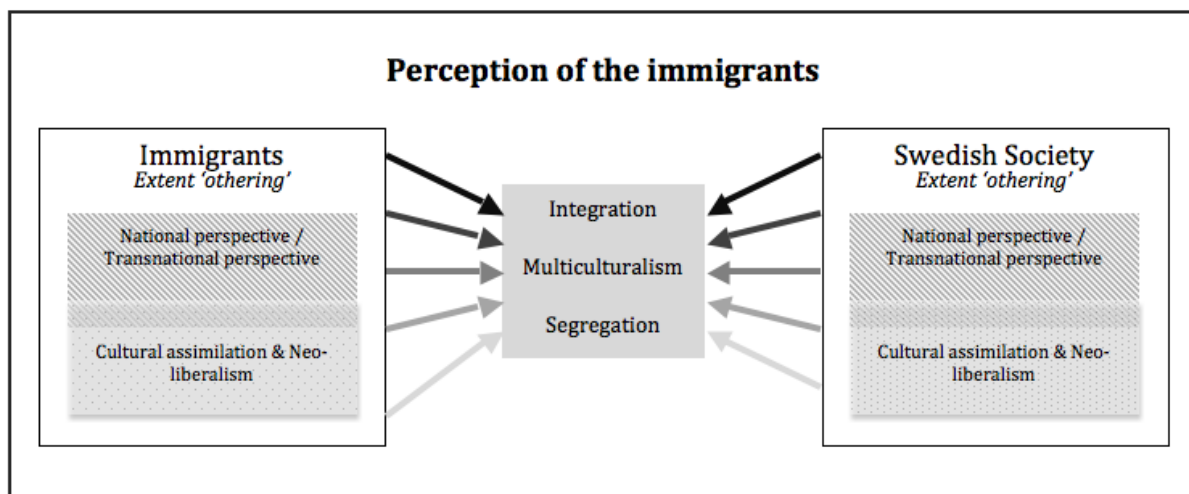 Perception of the immigrants
Immigrants
Extent 'othering'
National perspective /
Transnational perspective
Cultural assimilation & Neo-
liberalism
Integration
Multiculturalism
Segregation
Swedish Society
Extent 'othering'
National perspective /
Transnational perspective
Cultural assimilation & Neo-
liberalism